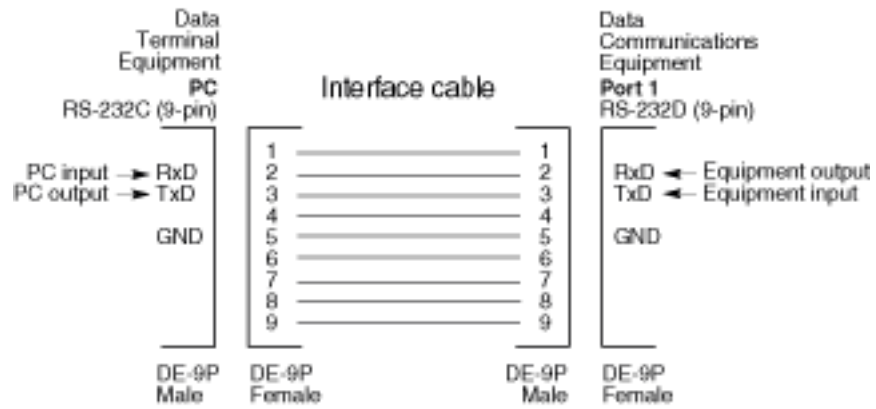 Data
Terminal
Equipment
PC
RS-232C (9-pin)
Interface cable
Data
Communications
Equipment
Port 1
RS-232D (9-pin)
PC input RxD
PC output TxD
GND
1 1
2 2
3 3
4 4
5 5
6 6
7 7
8 8
9 9
RxD Equipment output
TxD Equipment input
GND
DE-9P
Male
DE-9P
Female
DE-9P
Male
DE-9P
Female